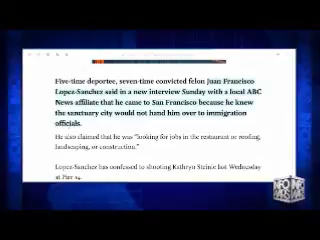 Five-time deportee, seven-time convicted felon Juan Francisco
Lopez-Sanchez said in a new interview Sunday with a local ABC
News affiliate that he came to San Francisco because he knew
the sanctuary city would not hand him over to immigration
officials.
He also claimed that he was "looking for jobs in the restaurant or roofing,
landscaping, or construction."
Lopez-Sanchez has confessed to shooting Kathryn Steinle last Wednesday
at Pier 14.
INFO
WARS